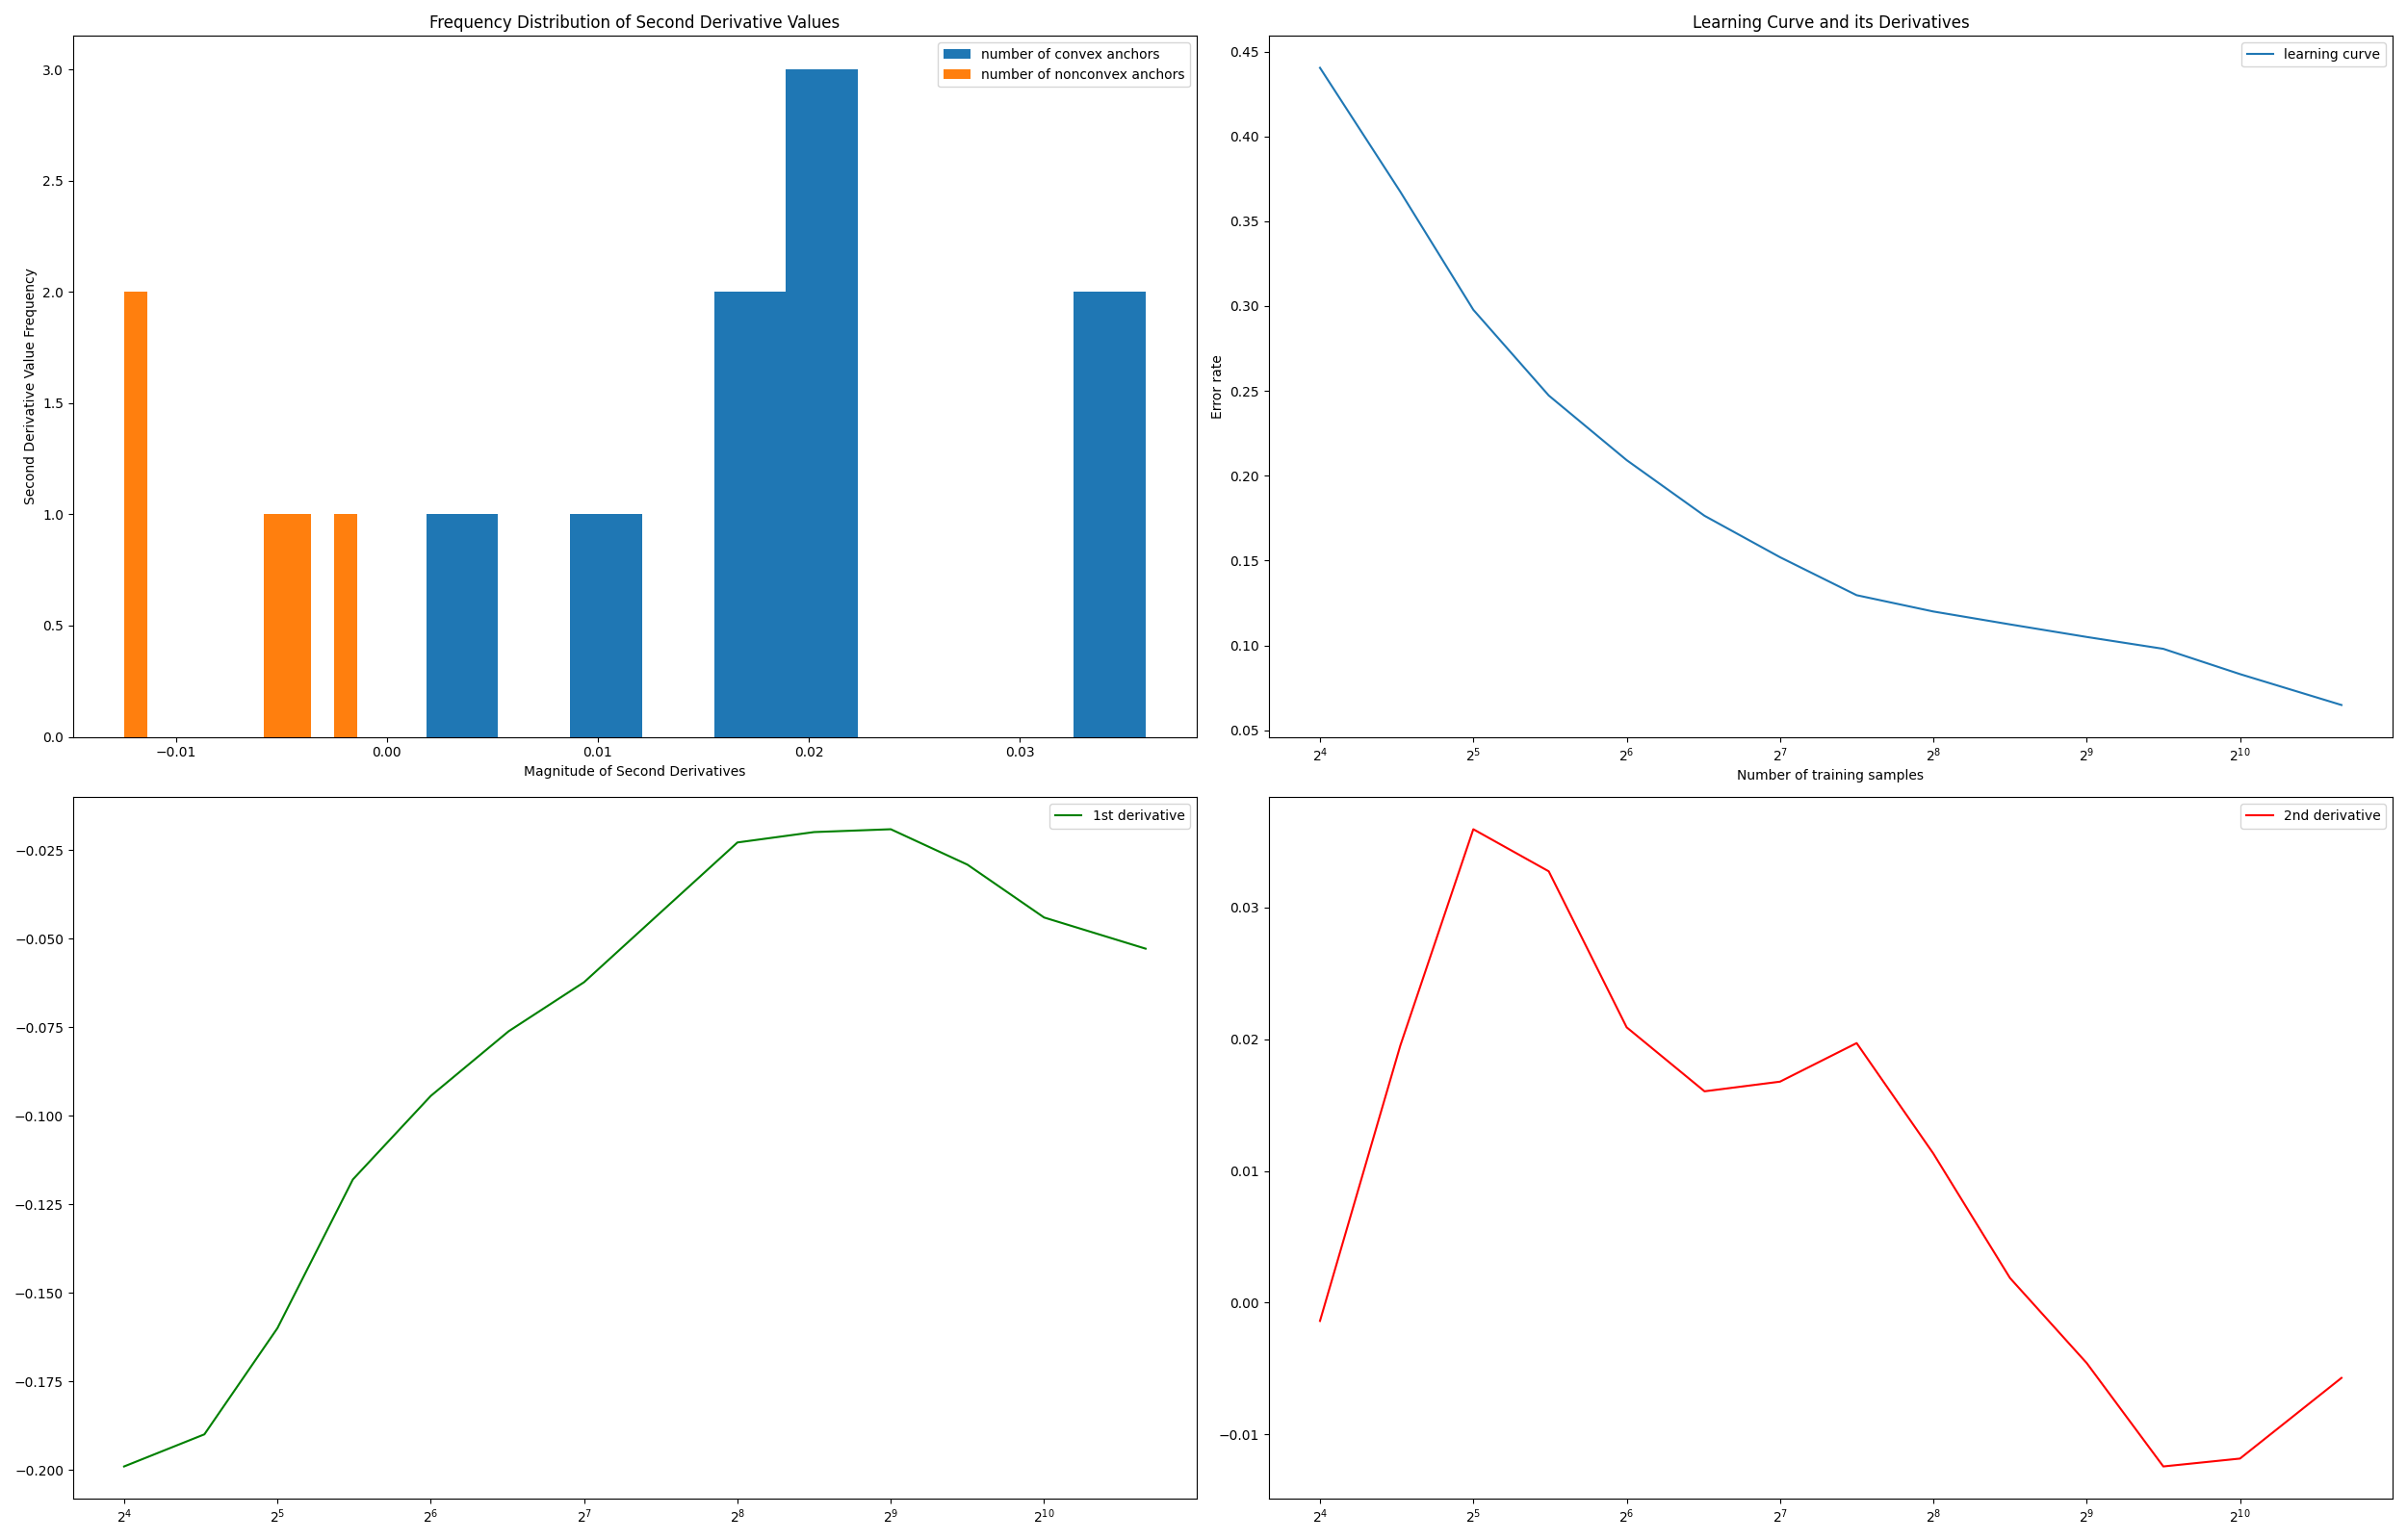 Frequency Distribution of Second Derivative Values
number of convex anchors
number of nonconvex anchors
Second Derivative Value Frequency
3.0
2.5
2.0
1.5
1.0
0.5
0.0
−0.01 0.00 0.01 0.02 0.03
Magnitude of Second Derivatives
Learning Curve and its Derivatives
learning curve
Error rate
0.45
0.40
0.35
0.30
0.25
0.20
0.15
0.10
0.05
2⁴ 2⁵ 2⁶ 2⁷ 2⁸ 2⁹ 2¹⁰
Number of training samples
1st derivative
−0.025
−0.050
−0.075
−0.100
−0.125
−0.150
−0.175
−0.200
2⁴ 2⁵ 2⁶ 2⁷ 2⁸ 2⁹ 2¹⁰
2nd derivative
0.03
0.02
0.01
0.00
−0.01
2⁴ 2⁵ 2⁶ 2⁷ 2⁸ 2⁹ 2¹⁰